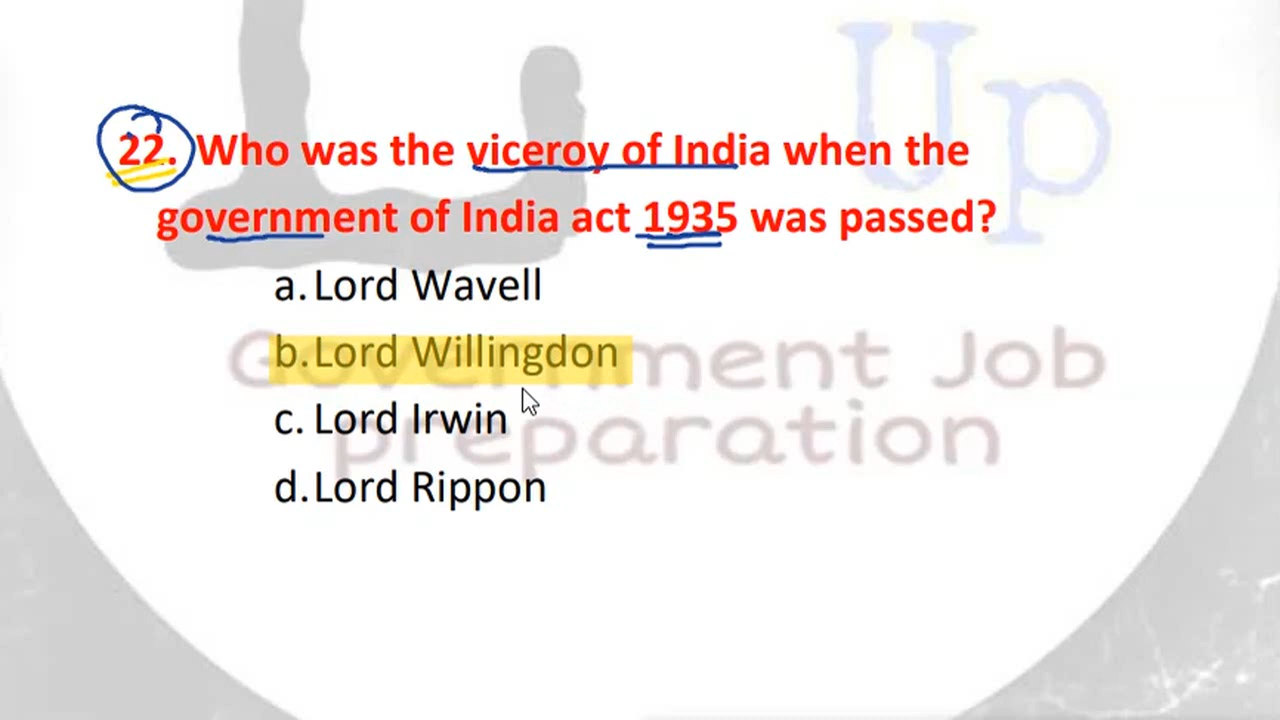 Up
22. Who was the viceroy of India when the
government of India act 1935 was passed?
a. Lord Wavell
b. Lord Willingdon
c. Lord Irwin
d. Lord Rippon
Government Job
preparation